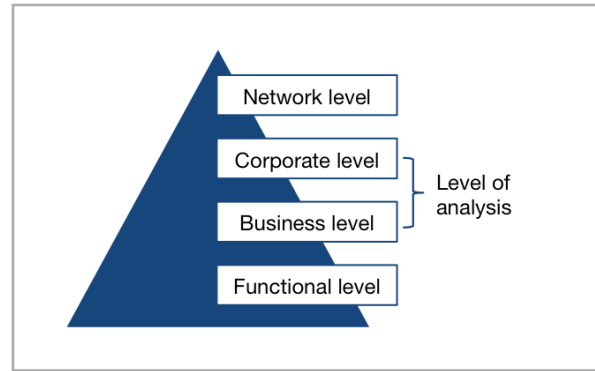 Network level
Corporate level
Level of
analysis
Business level
Functional level